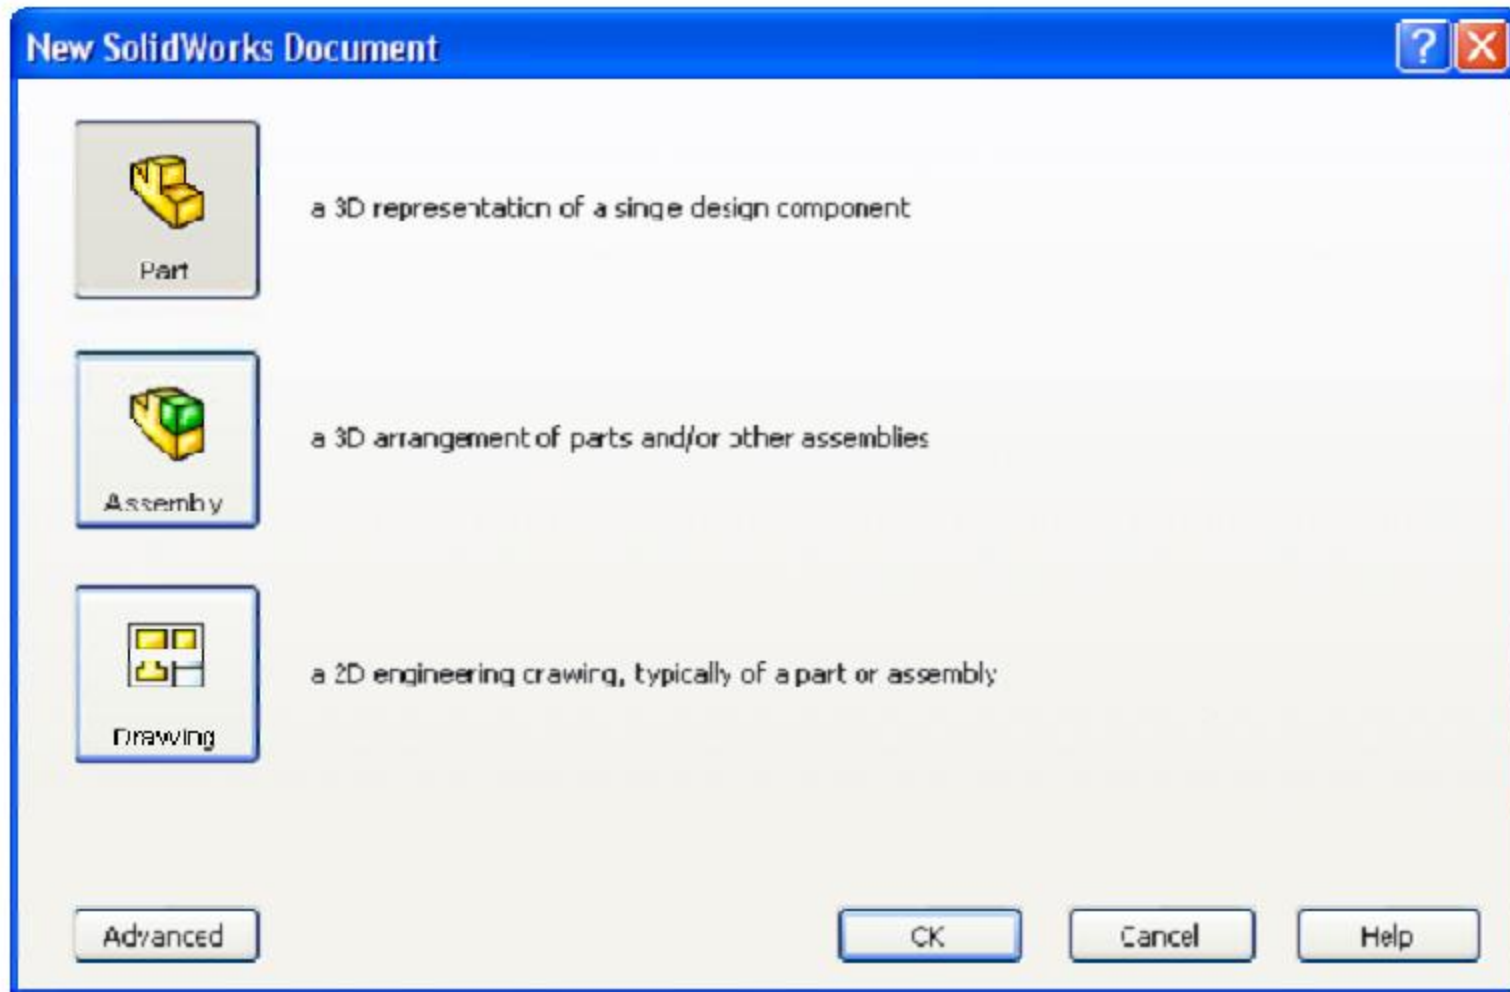 New SolidWorks Document
Part
a 3D representation of a single design component
Assembly
a 3D arrangement of parts and/or other assemblies
Drawing
a 2D engineering drawing, typically of a part or assembly
Advanced
OK
Cancel
Help